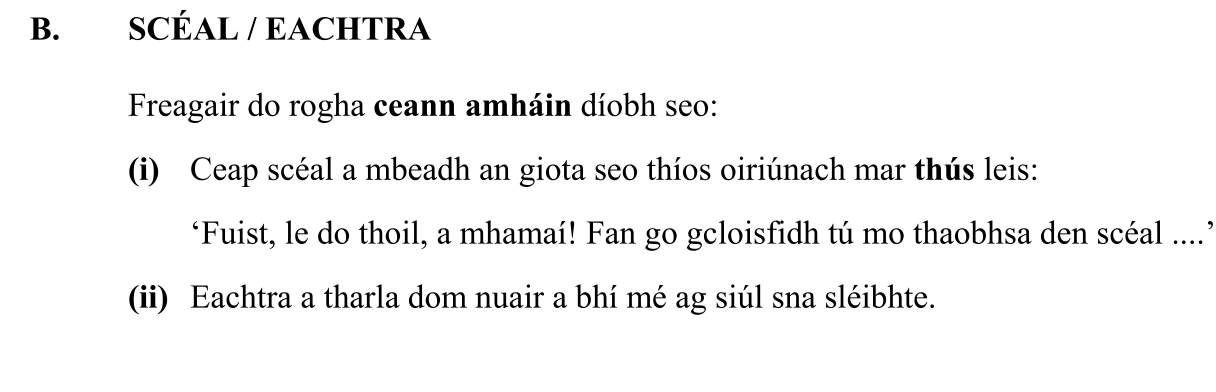 B. SCÉAL / EACHTRA
Freagair do rogha ceann amháin díobh seo:
(i) Ceap scéal a mbeadh an giota seo thíos oiriúnach mar thús leis:
‘Fuist, le do thoil, a mhamaí! Fan go gcloisfidh tú mo thaobhsa den scéal ....’
(ii) Eachtra a tharla dom nuair a bhí mé ag siúl sna sléibhte.